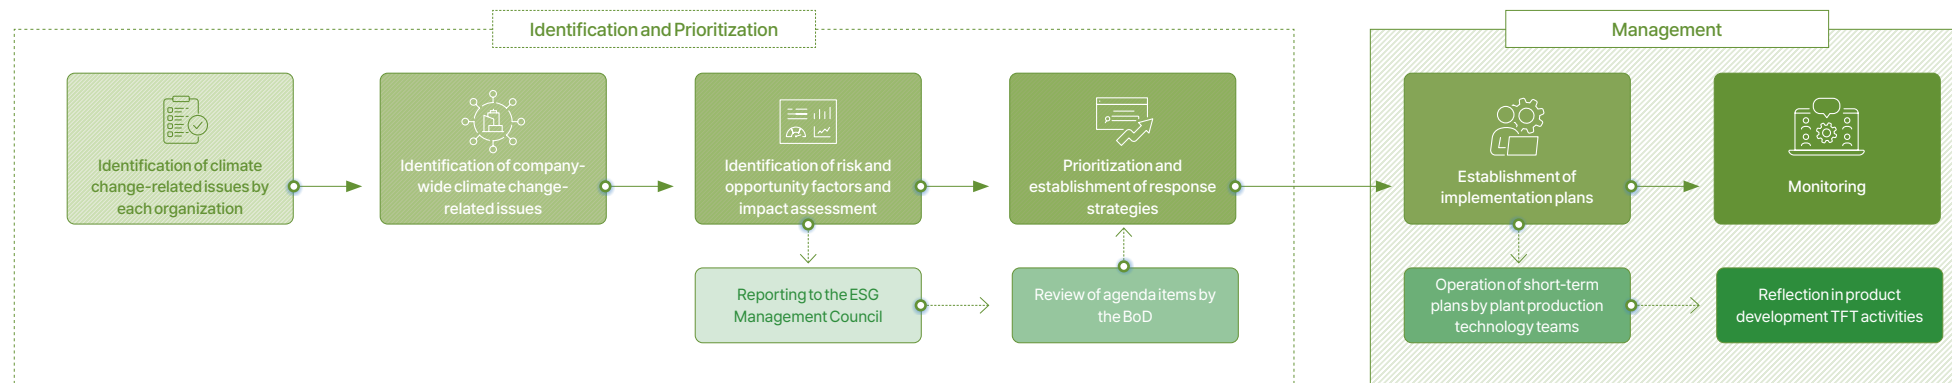 Identification and Prioritization
Management
Identification of climate
change-related issues by
each organization
Identification of company-
wide climate change-
related issues
Identification of risk and
opportunity factors and
impact assessment
Prioritization and
establishment of response
strategies
Establishment of
implementation plans
Monitoring
Reporting to the ESG
Management Council
Review of agenda items by
the BoD
Operation of short-term
plans by plant production
technology teams
Reflection in product
development TFT activities